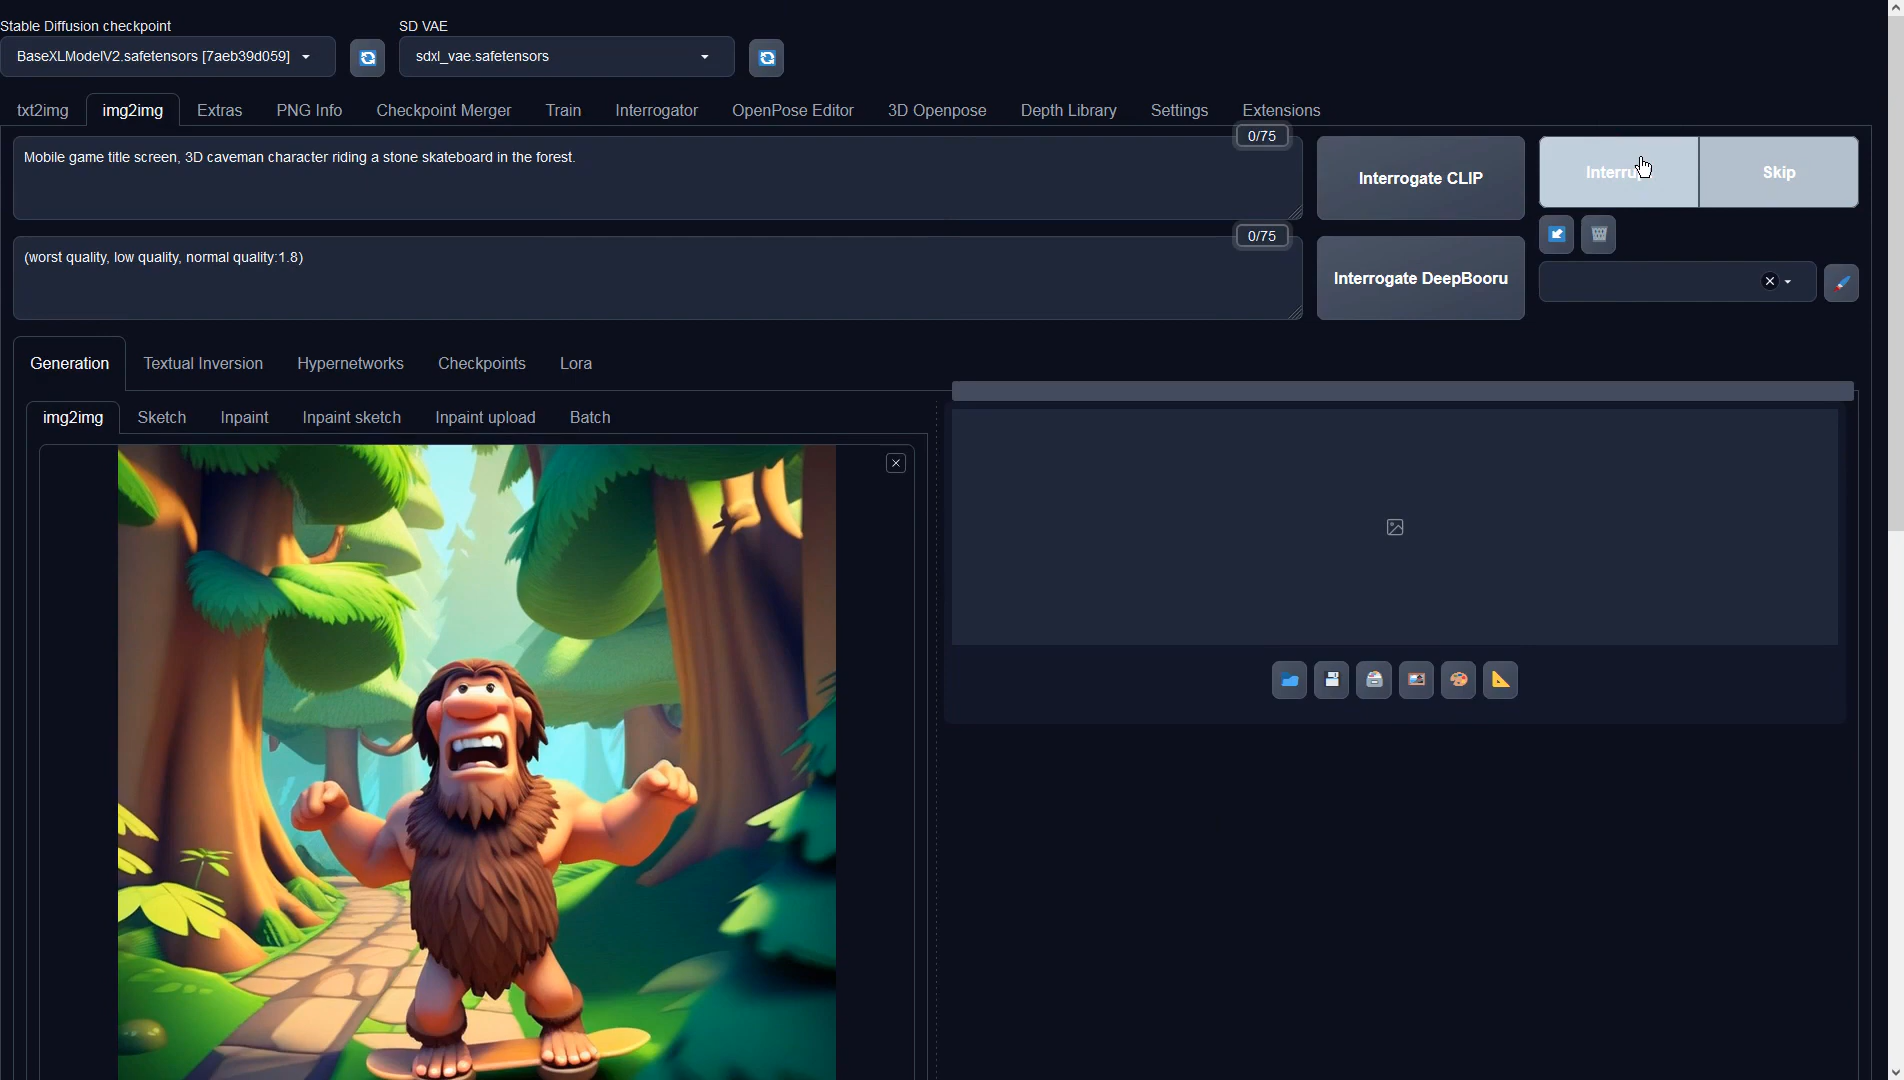 Stable Diffusion checkpoint
SD VAE
BaseXLModelV2.safetensors [7aeb39d059]
sdxl_vae.safetensors
txt2img
img2img
Extras
PNG Info
Checkpoint Merger
Train
Interrogator
OpenPose Editor
3D Openpose
Depth Library
Settings
Extensions
0/75
Mobile game title screen, 3D caveman character riding a stone skateboard in the forest.
Interrogate CLIP
Skip
0/75
(worst quality, low quality, normal quality:1.8)
Interrogate DeepBooru
Generation
Textual Inversion
Hypernetworks
Checkpoints
Lora
img2img
Sketch
Inpaint
Inpaint sketch
Inpaint upload
Batch